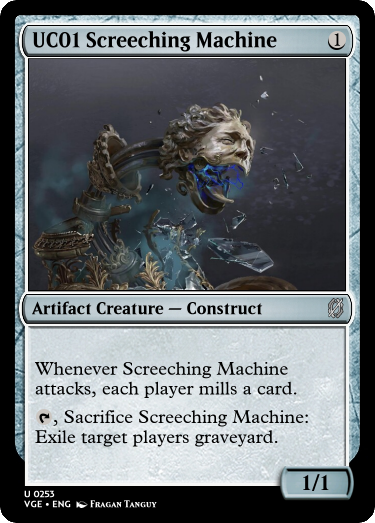 UC01 Screeching Machine 1
Artifact Creature — Construct
Whenever Screeching Machine
attacks, each player mills a card.
, Sacrifice Screeching Machine:
Exile target players graveyard.
1/1
U 0253
VGE • ENG Fragan Tanguy